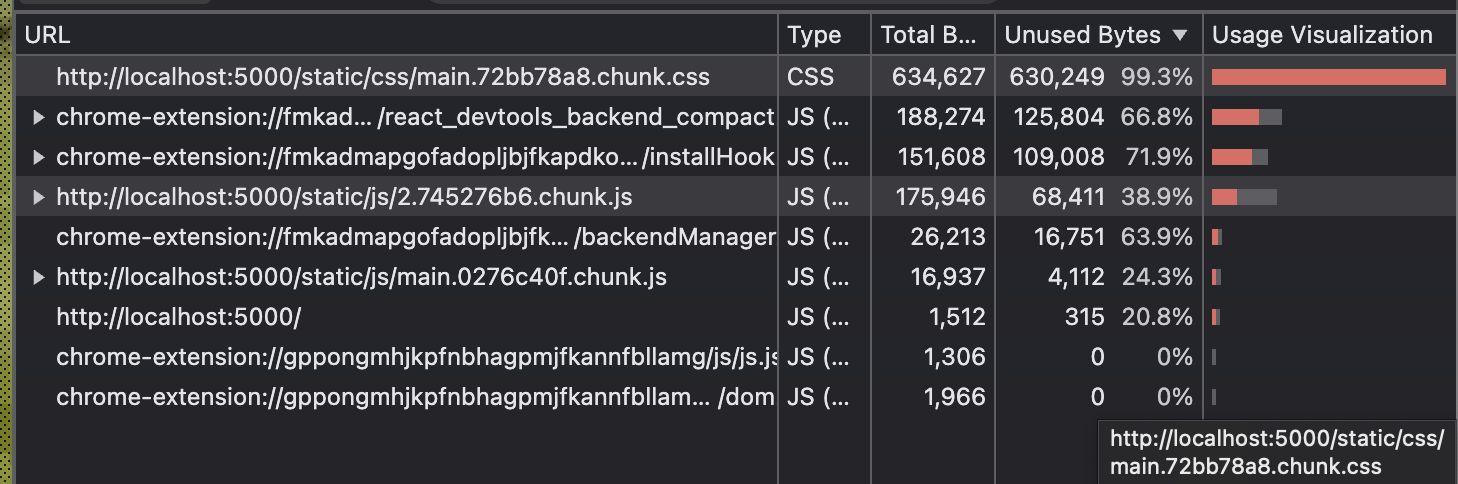 URL Type Total B... Unused Bytes ▼ Usage Visualization
http://localhost:5000/static/css/main.72bb78a8.chunk.css CSS 634,627 630,249 99.3%
▶ chrome-extension://fmkad... /react_devtools_backend_compact JS (... 188,274 125,804 66.8%
▶ chrome-extension://fmkadmapgofadopljbjfkapdko... /installHook JS (... 151,608 109,008 71.9%
▶ http://localhost:5000/static/js/2.745276b6.chunk.js JS (... 175,946 68,411 38.9%
chrome-extension://fmkadmapgofadopljbjfk... /backendManager JS (... 26,213 16,751 63.9%
▶ http://localhost:5000/static/js/main.0276c40f.chunk.js JS (... 16,937 4,112 24.3%
http://localhost:5000/ JS (... 1,512 315 20.8%
chrome-extension://gppongmhjkpfnbhagpmjfkannfbllamg/js/js.js JS (... 1,306 0 0%
chrome-extension://gppongmhjkpfnbhagpmjfkannfbllam... /dom JS (... 1,966 0 0%
http://localhost:5000/static/css/
main.72bb78a8.chunk.css